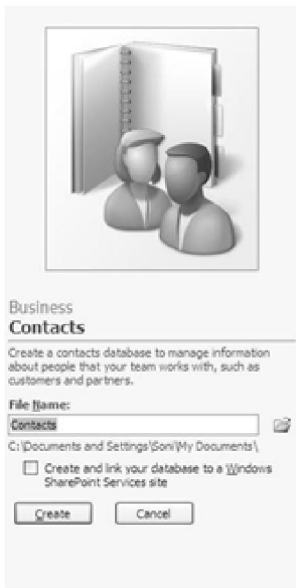 Business
Contacts
Create a contacts database to manage information
about people that your team works with, such as
customers and partners.
File Name:
Contacts
C:\Documents and Settings\Soni\My Documents\
Create and link your database to a Windows
SharePoint Services site
Create
Cancel